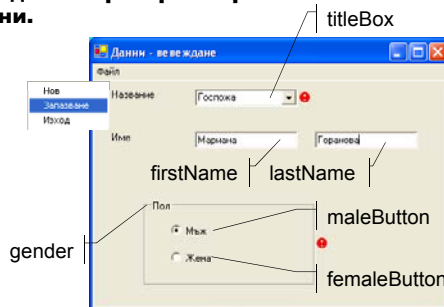 ни.
titleBox
Данни - вевеждане
Файл
Нов
Запазване
Изход
Название
Госпожа
Име
Мариана
Горанова
firstName
lastName
Пол
Мъж
maleButton
gender
Жена
femaleButton